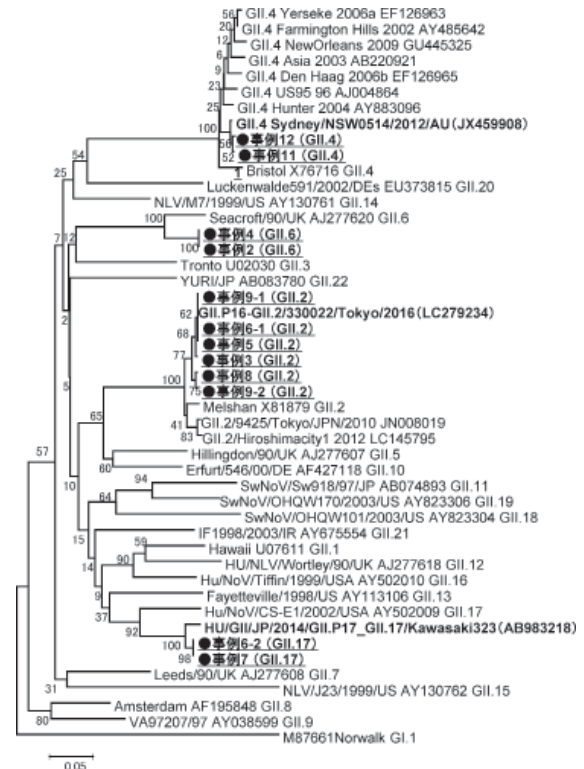 56
GII.4 Yerseke 2006a EF126963
20
GII.4 Farmington Hills 2002 AY485642
12
GII.4 NewOrleans 2009 GU445325
6
GII.4 Asia 2003 AB220921
9
GII.4 Den Haag 2006b EF126965
23
GII.4 US95 96 AJ004864
25
GII.4 Hunter 2004 AY883096
100
GII.4 Sydney/NSW0514/2012/AU(JX459908)
56
●事例12 (GII.4)
52
●事例11 (GII.4)
Bristol X76716 GII.4
54
Luckenwalde591/2002/DEs EU373815 GII.20
25
NLV/M7/1999/US AY130761 GII.14
100
Seacroft/90/UK AJ277620 GII.6
●事例4 (GII.6)
100
●事例2 (GII.6)
7
12
Tronto U02030 GII.3
YURI/JP AB083780 GII.22
2
●事例9-1 (GII.2)
62
GII.P16-GII.2/330022/Tokyo/2016(LC279234)
●事例6-1 (GII.2)
68
●事例5 (GII.2)
77
●事例3 (GII.2)
●事例8 (GII.2)
100
75
●事例9-2 (GII.2)
5
Melshan X81879 GII.2
41
GII.2/9425/Tokyo/JPN/2010 JN008019
83
GII.2/Hiroshimacity1 2012 LC145795
65
Hillingdon/90/UK AJ277607 GII.5
60
Erfurt/546/00/DE AF427118 GII.10
57
94
SwNoV/Sw918/97/JP AB074893 GII.11
10
64
SwNoV/OHQW170/2003/US AY823306 GII.19
SwNoV/OHQW101/2003/US AY823304 GII.18
15
IF1998/2003/IR AY675554 GII.21
59
Hawaii U07611 GII.1
14
90
HU/NLV/Wortley/90/UK AJ277618 GII.12
Hu/NoV/Tiffin/1999/USA AY502010 GII.16
9
Fayetteville/1998/US AY113106 GII.13
37
Hu/NoV/CS-E1/2002/USA AY502009 GII.17
92
HU/GII/JP/2014/GII.P17_GII.17/Kawasaki323(AB983218)
100
●事例6-2 (GII.17)
98
●事例7 (GII.17)
Leeds/90/UK AJ277608 GII.7
31
NLV/J23/1999/US AY130762 GII.15
Amsterdam AF195848 GII.8
80
VA97207/97 AY038599 GII.9
M87661Norwalk GI.1
0.05